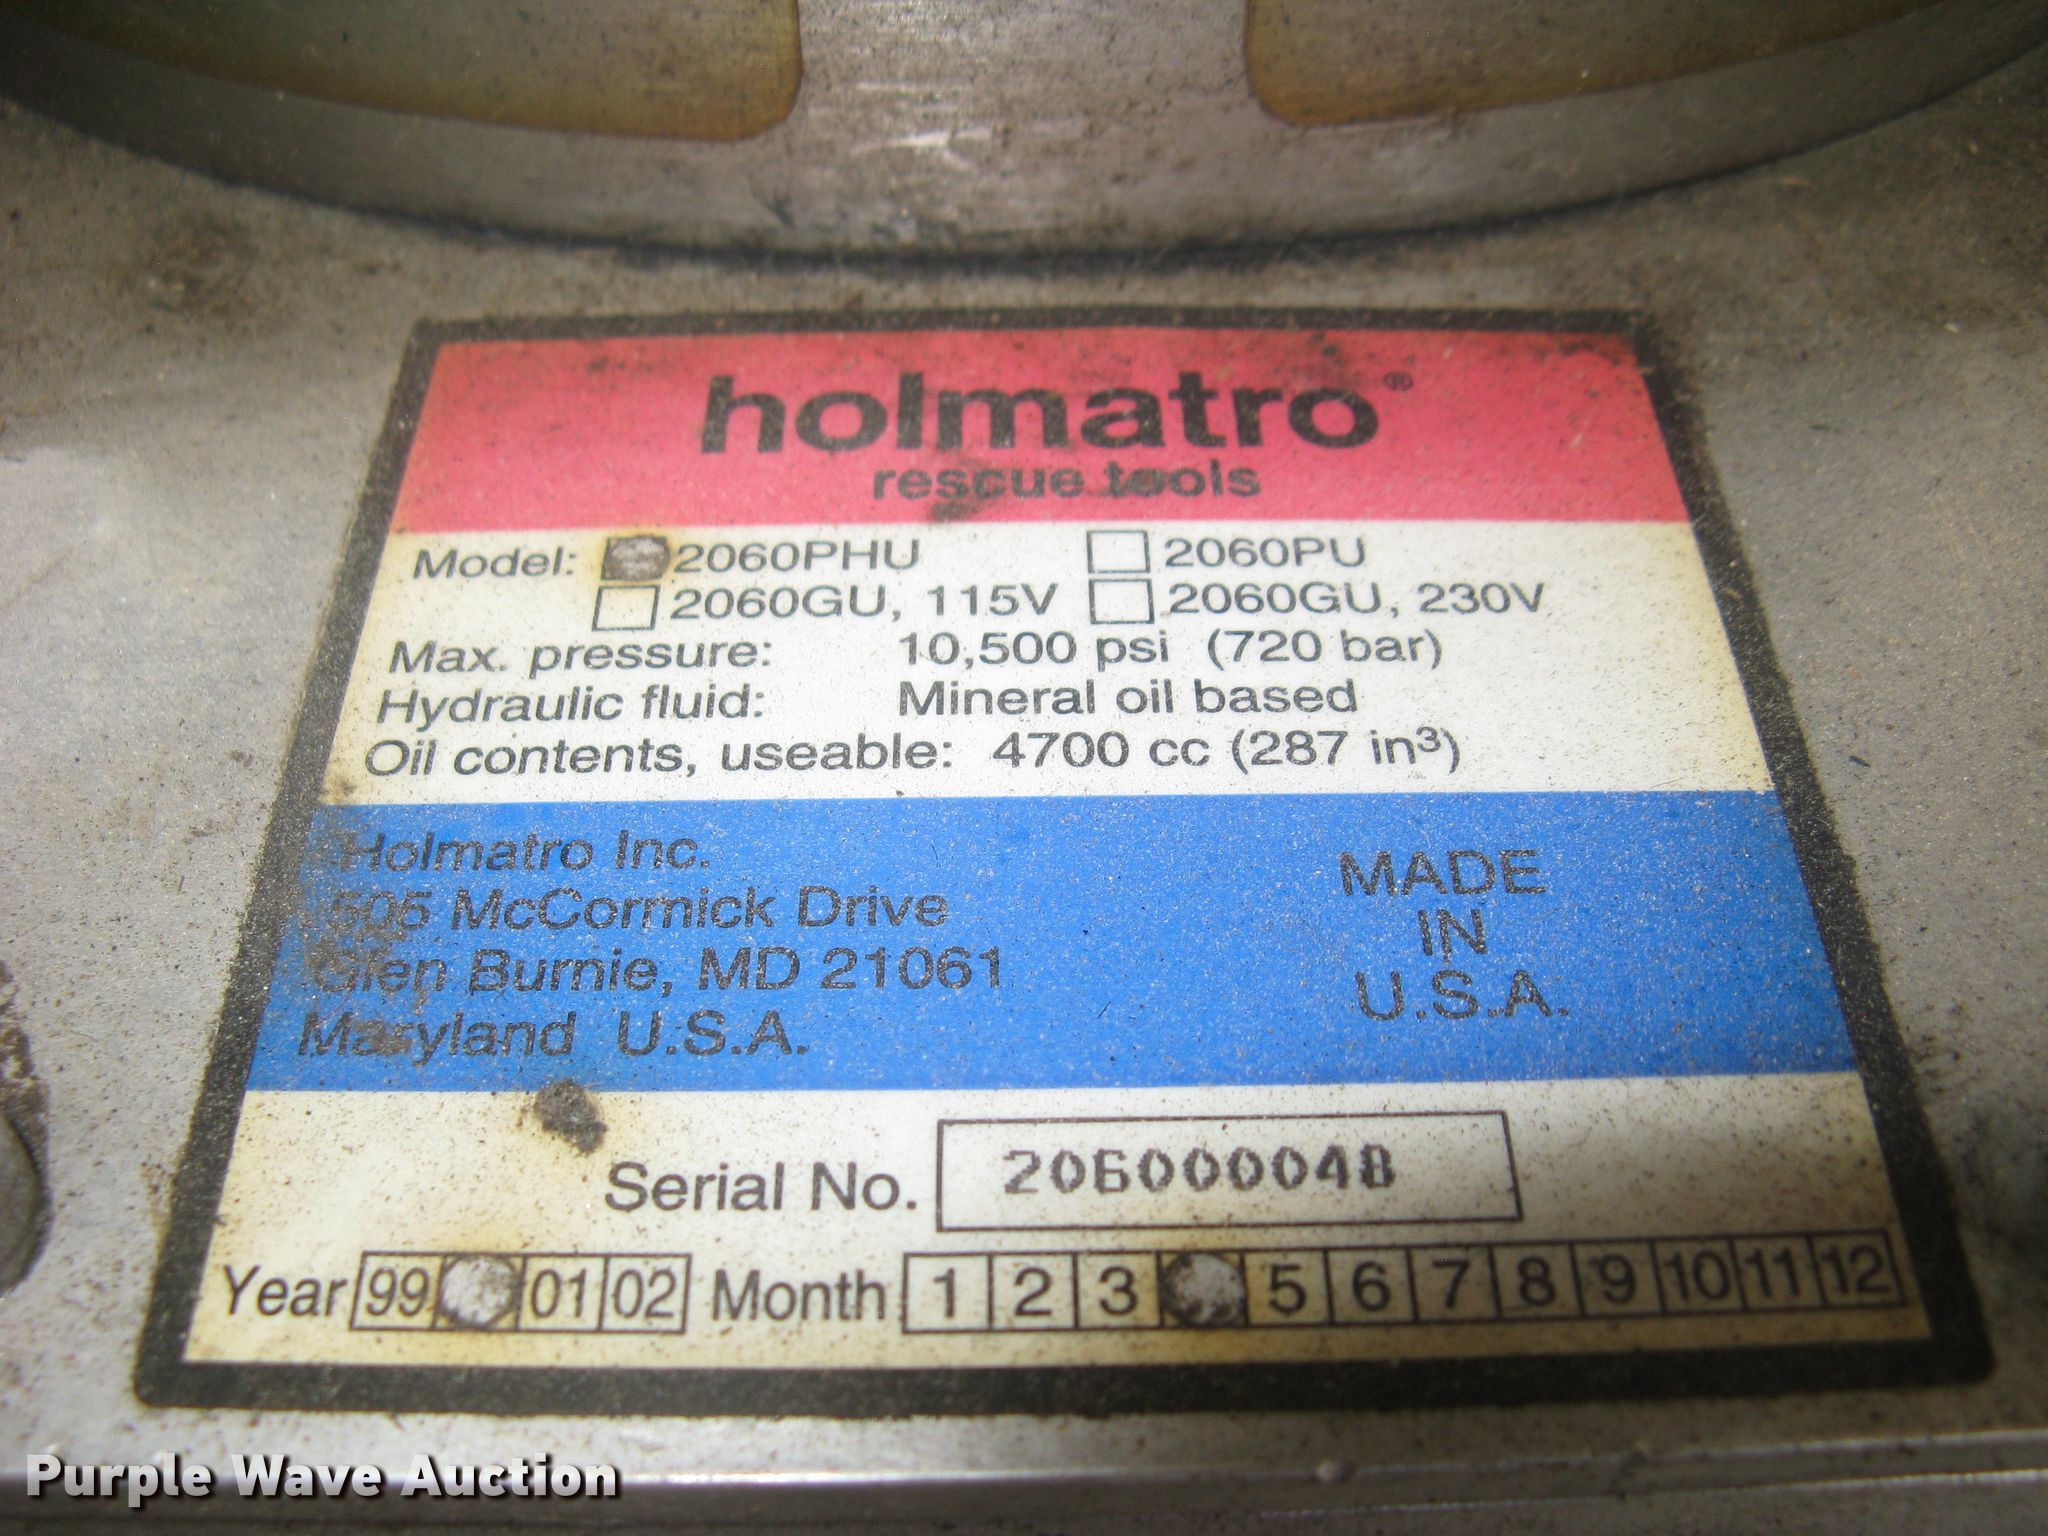 holmatro®
rescue tools
Model: 2060PHU 2060PU
2060GU, 115V 2060GU, 230V
Max. pressure: 10,500 psi (720 bar)
Hydraulic fluid: Mineral oil based
Oil contents, useable: 4700 cc (287 in³)
Holmatro Inc.
505 McCormick Drive
Glen Burnie, MD 21061
Maryland U.S.A.
MADE
IN
U.S.A.
Serial No. 206000048
Year 99 01 02 Month 1 2 3 5 6 7 8 9 10 11 12
Purple Wave Auction